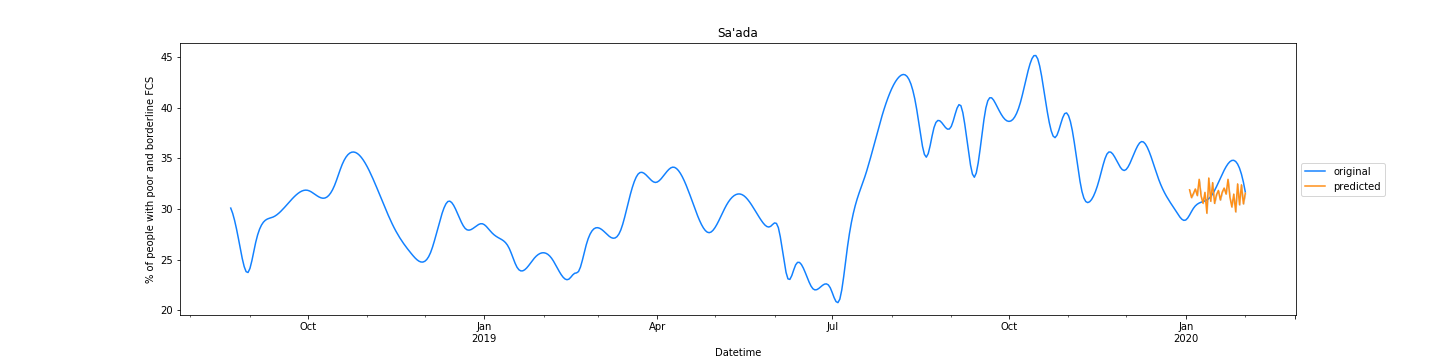 Sa'ada
% of people with poor and borderline FCS
45
40
35
30
25
20
Oct
Jan
2019
Apr
Jul
Oct
Jan
2020
Datetime
original
predicted